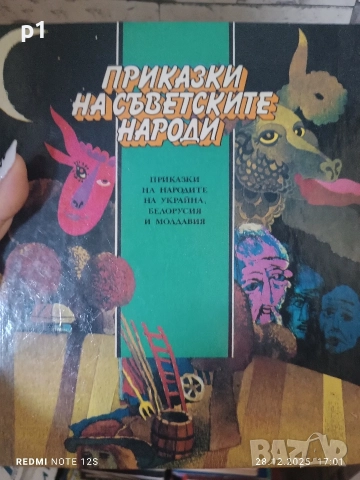 p1
ПРИКАЗКИ
НА СЪВЕТСКИТЕ
НАРОДИ
ПРИКАЗКИ
НА НАРОДИТЕ
НА УКРАЙНА,
БЕЛОРУСИЯ
И МОЛДАВИЯ
REDMI NOTE 12S
28.12.2025 17:01
BAZAR